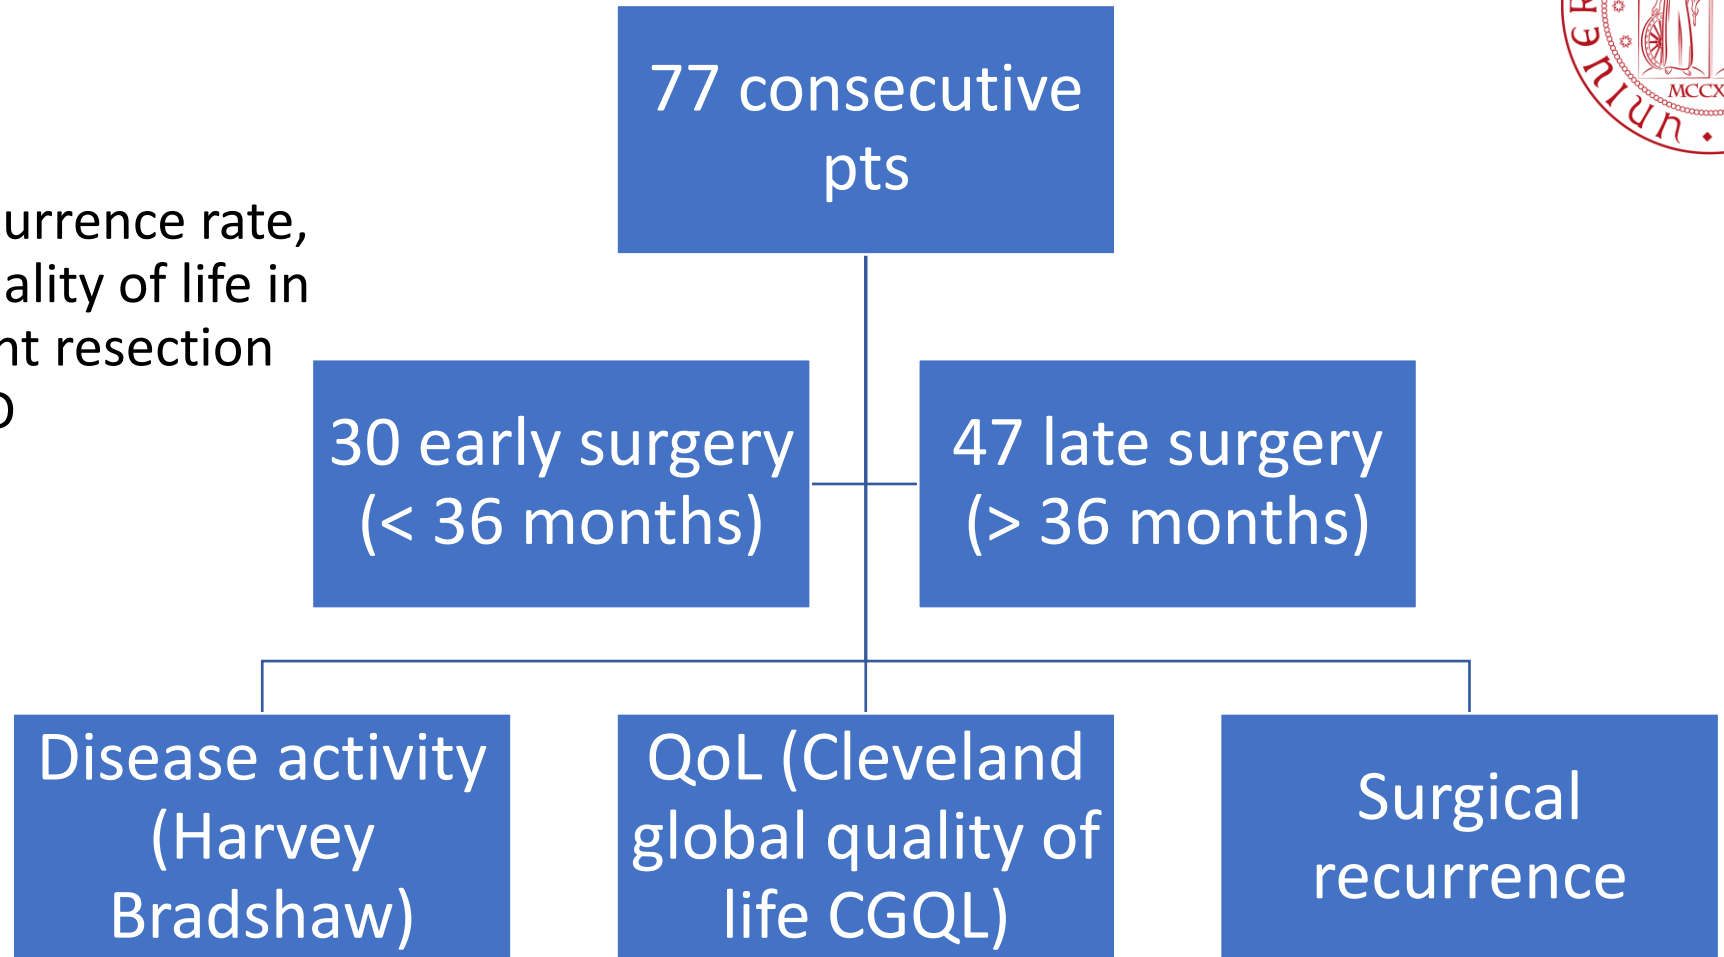 77 consecutive
pts
urrence rate,
ality of life in
nt resection
30 early surgery
(< 36 months)
47 late surgery
(> 36 months)
Disease activity
(Harvey
Bradshaw)
QoL (Cleveland
global quality of
life CGQL)
Surgical
recurrence
MCCX